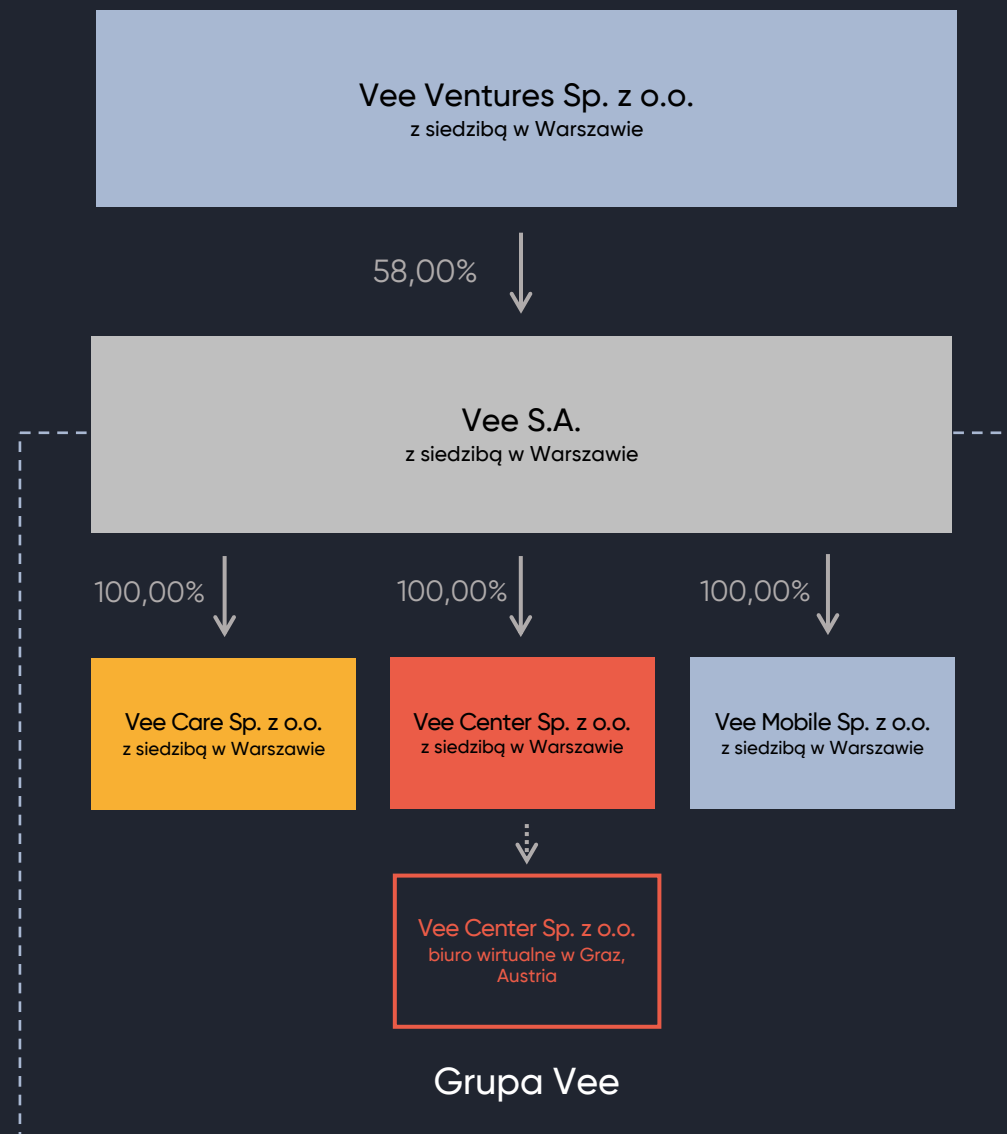 Vee Ventures Sp. z o.o.
z siedzibą w Warszawie
58,00%
Vee S.A.
z siedzibą w Warszawie
100,00%
100,00%
100,00%
Vee Care Sp. z o.o.
z siedzibą w Warszawie
Vee Center Sp. z o.o.
z siedzibą w Warszawie
Vee Mobile Sp. z o.o.
z siedzibą w Warszawie
Vee Center Sp. z o.o.
biuro wirtualne w Graz,
Austria
Grupa Vee